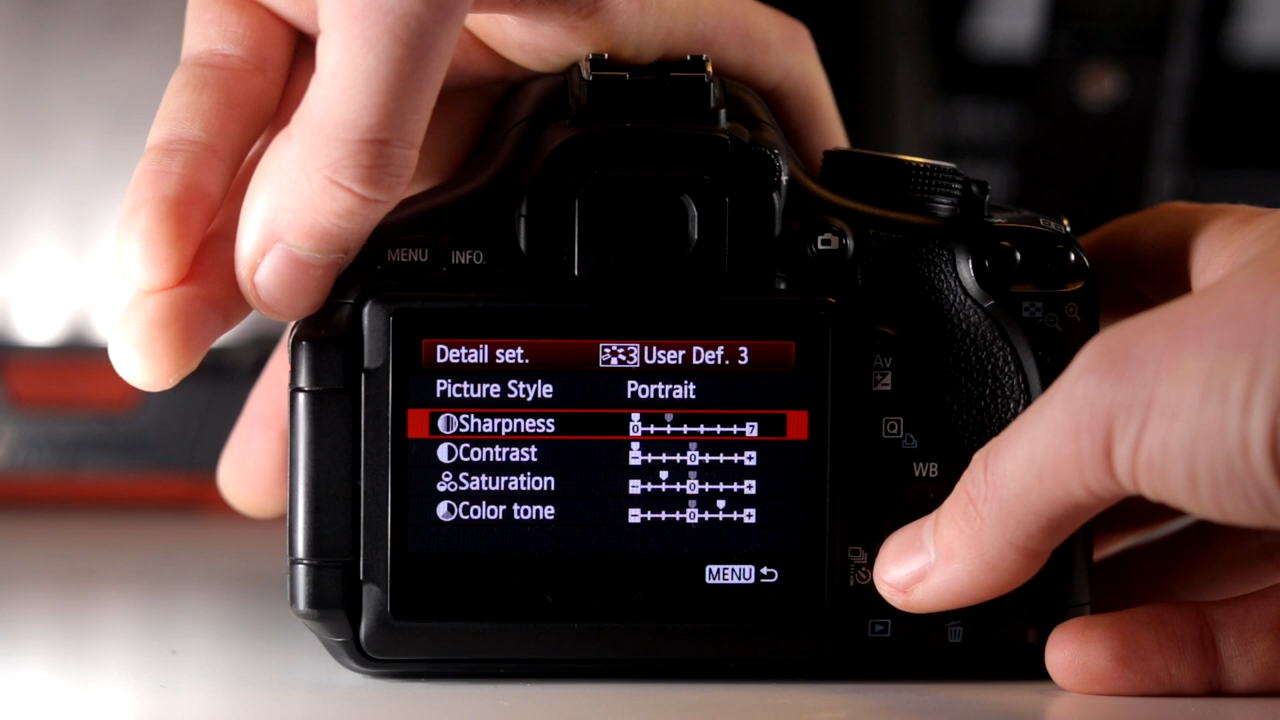 MENU INFO.
Detail set. 3 User Def. 3
Picture Style Portrait
Sharpness 0 7
Contrast - 0 +
Saturation - 0 +
Color tone - 0 +
MENU
Av
Q
WB